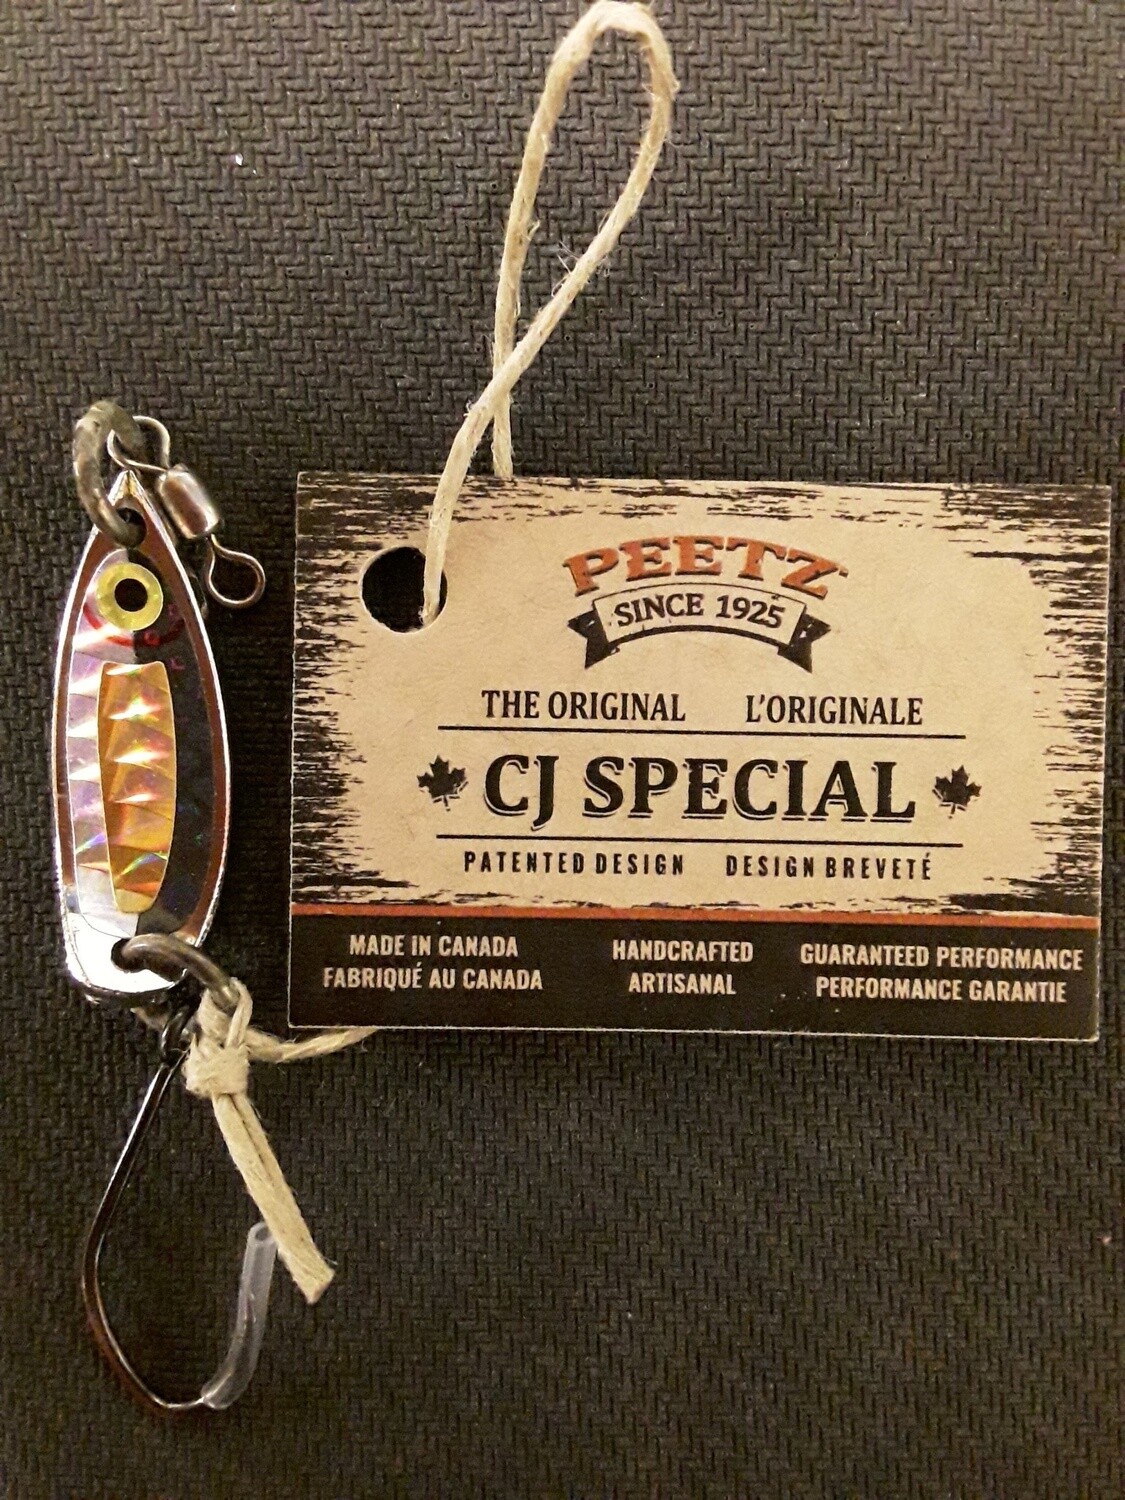 PEETZ
SINCE 1925
THE ORIGINAL L'ORIGINALE
CJ SPECIAL
PATENTED DESIGN DESIGN BREVETÉ
MADE IN CANADA HANDCRAFTED GUARANTEED PERFORMANCE
FABRIQUÉ AU CANADA ARTISANAL PERFORMANCE GARANTIE